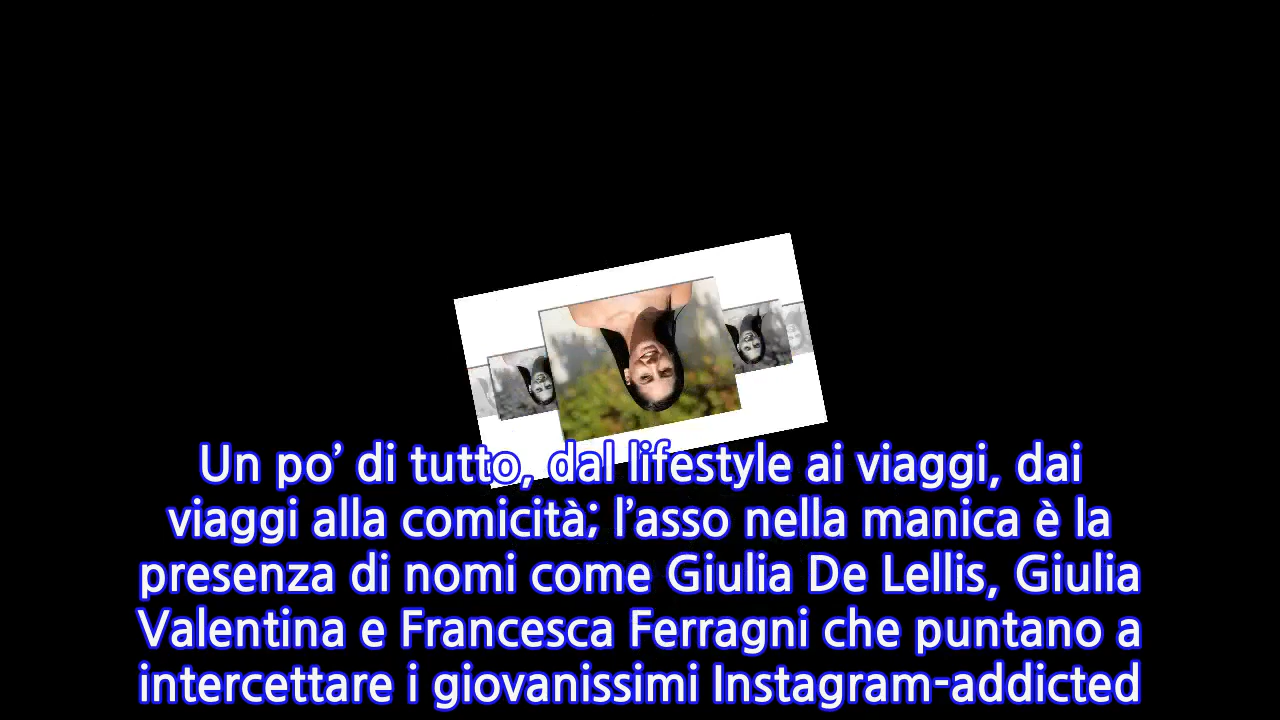 Un po’ di tutto, dal lifestyle ai viaggi, dai
viaggi alla comicità; l’asso nella manica è la
presenza di nomi come Giulia De Lellis, Giulia
Valentina e Francesca Ferragni che puntano a
intercettare i giovanissimi Instagram-addicted